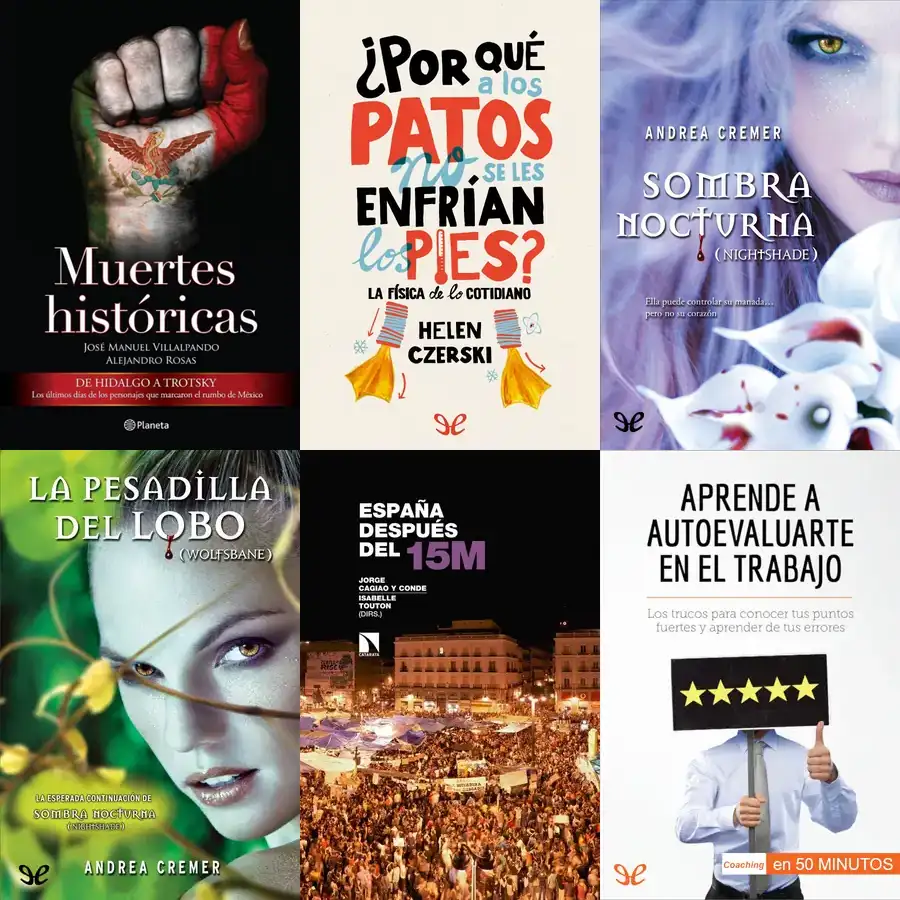 Muertes
históricas
JOSÉ MANUEL VILLALPANDO
ALEJANDRO ROSAS
DE HIDALGO A TROTSKY
Los últimos días de los personajes que marcaron el rumbo de México
Planeta
¿POR QUÉ
a los
PATOS
no SE LES
ENFRÍAN
los PIES?
LA FÍSICA de lo COTIDIANO
HELEN
CZERSKI
ANDREA CREMER
SOMBRA
NOCTURNA
(NIGHTSHADE)
Ella puede controlar su manada...
pero no su corazón
LA PESADILLA
DEL LOBO
(WOLFSBANE)
LA ESPERADA CONTINUACIÓN DE
SOMBRA NOCTURNA
(NIGHTSHADE)
ANDREA CREMER
ESPAÑA
DESPUÉS
DEL 15M
JORGE
CAGIAO Y CONDE
ISABELLE
TOUTON
(DIRS.)
CATARATA
APRENDE A
AUTOEVALUARTE
EN EL TRABAJO
Los trucos para conocer tus puntos
fuertes y aprender de tus errores
Coaching en 50 MINUTOS